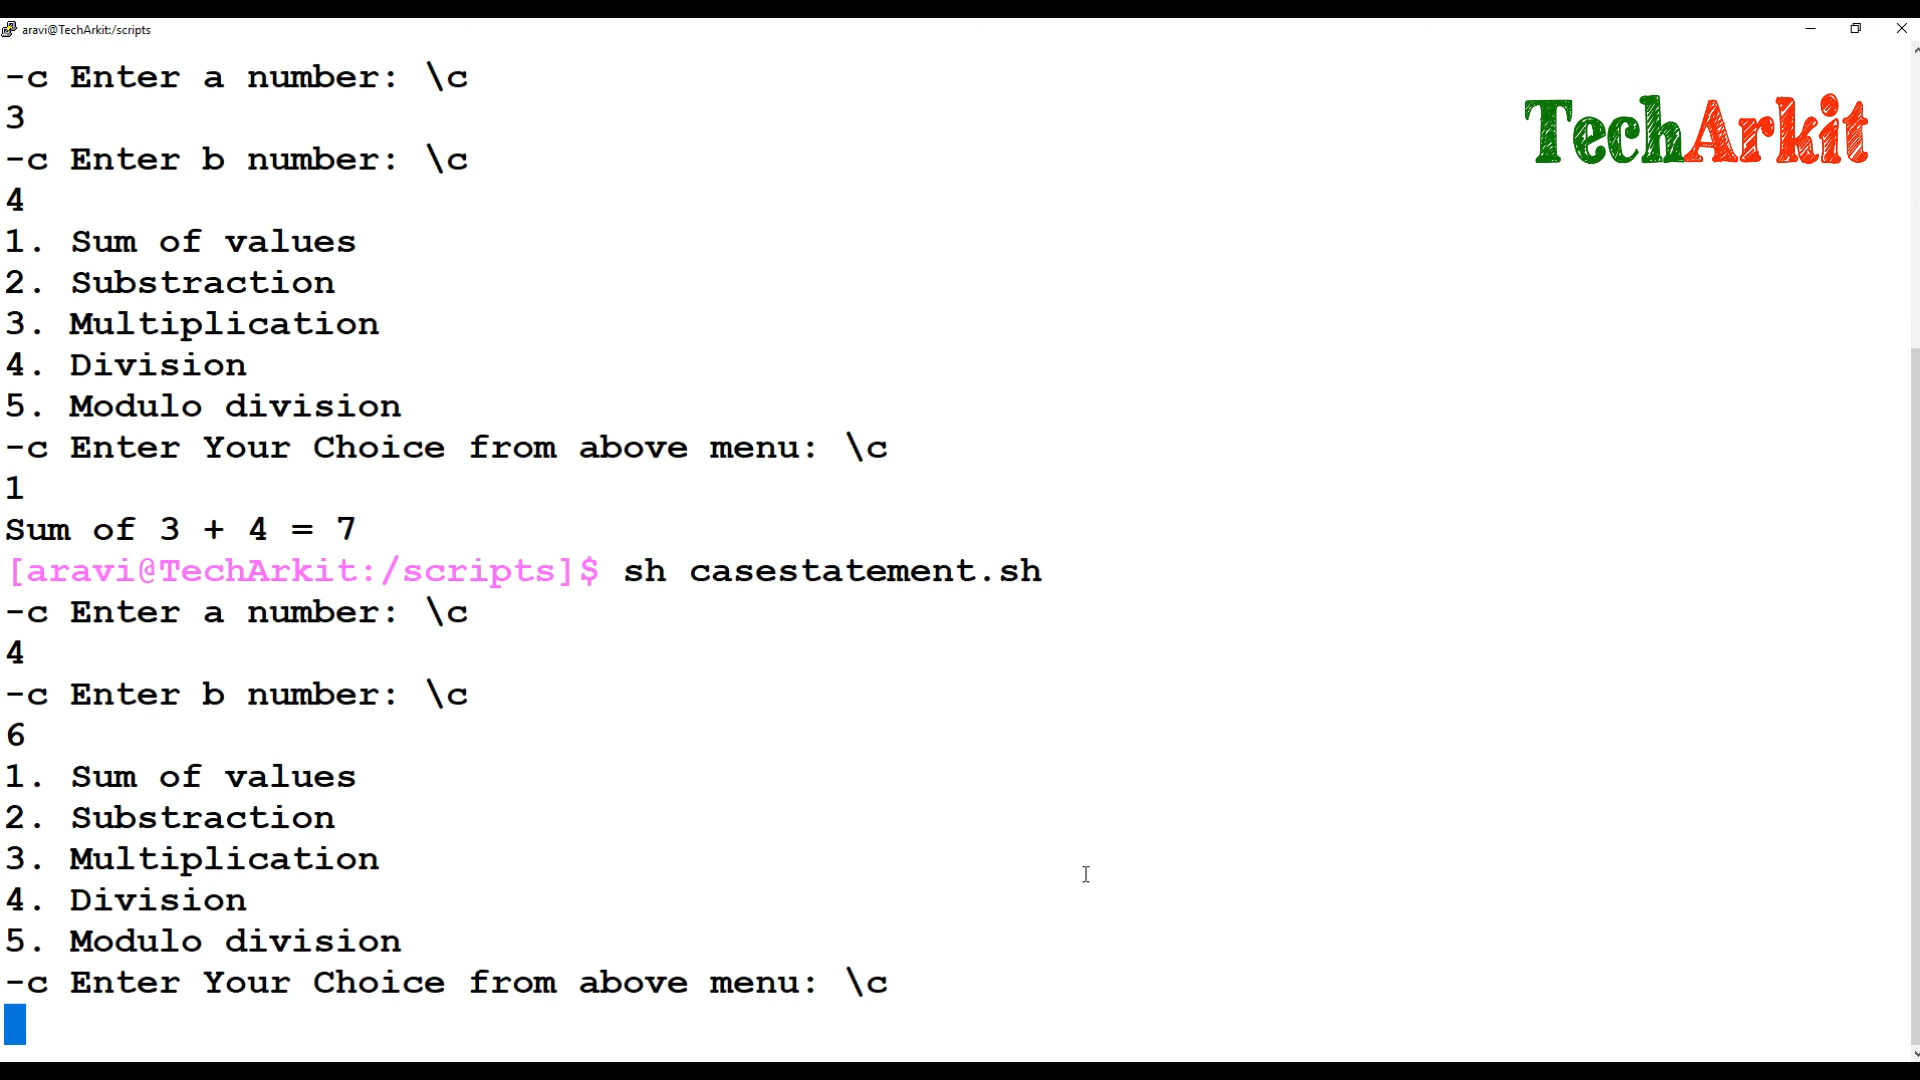 aravi@TechArkit:/scripts
-c Enter a number: \c
TechArkit
3
-c Enter b number: \c
4
1. Sum of values
2. Substraction
3. Multiplication
4. Division
5. Modulo division
-c Enter Your Choice from above menu: \c
1
Sum of 3 + 4 = 7
[aravi@TechArkit:/scripts]$ sh casestatement.sh
-c Enter a number: \c
4
-c Enter b number: \c
6
1. Sum of values
2. Substraction
3. Multiplication
4. Division
5. Modulo division
-c Enter Your Choice from above menu: \c